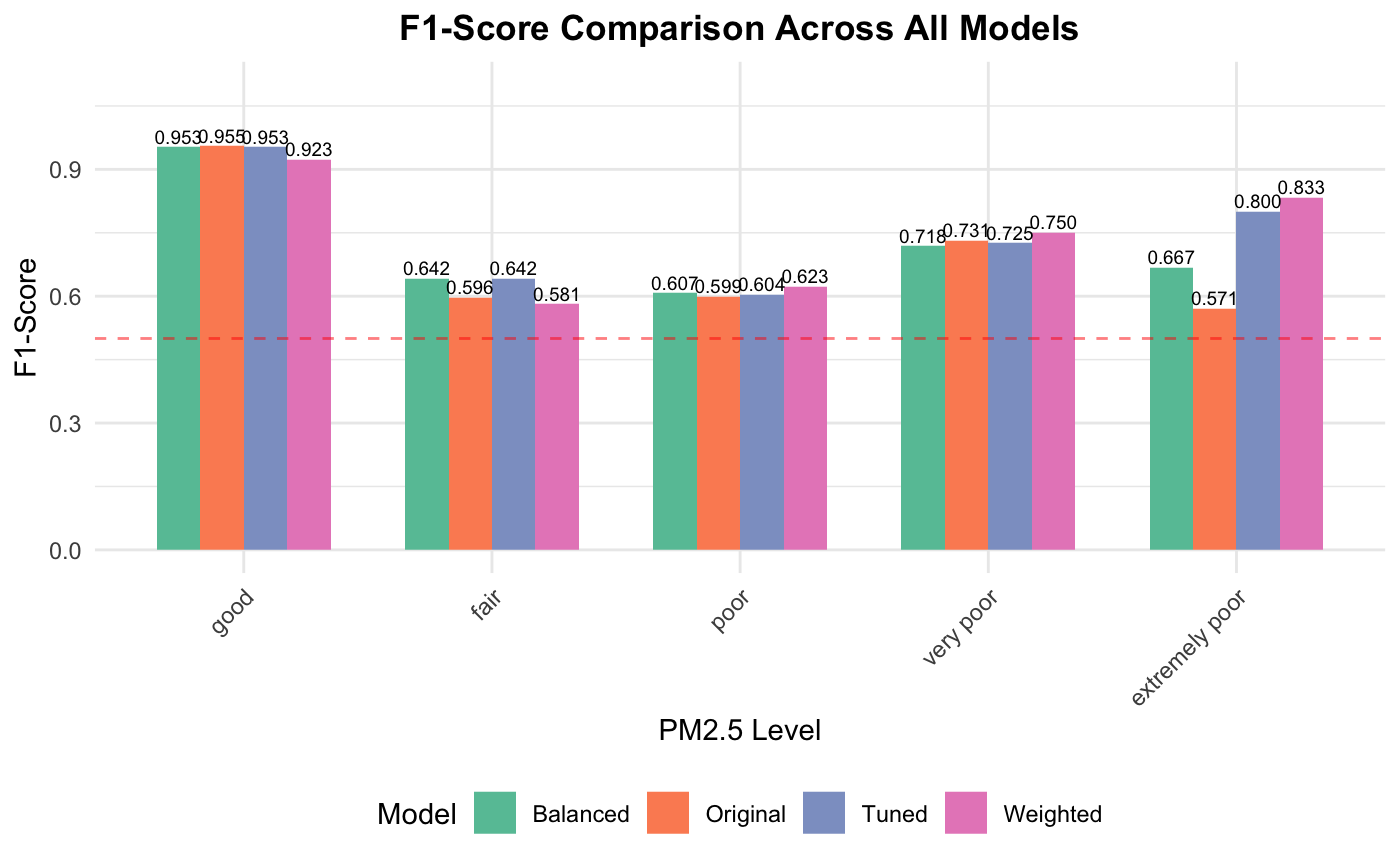 F1-Score Comparison Across All Models
F1-Score
0.9
0.6
0.3
0.0
0.953 0.955 0.953 0.923
0.642 0.596 0.642 0.581
0.607 0.599 0.604 0.623
0.718 0.731 0.725 0.750
0.667 0.571 0.800 0.833
good
fair
poor
very poor
extremely poor
PM2.5 Level
Model Balanced Original Tuned Weighted